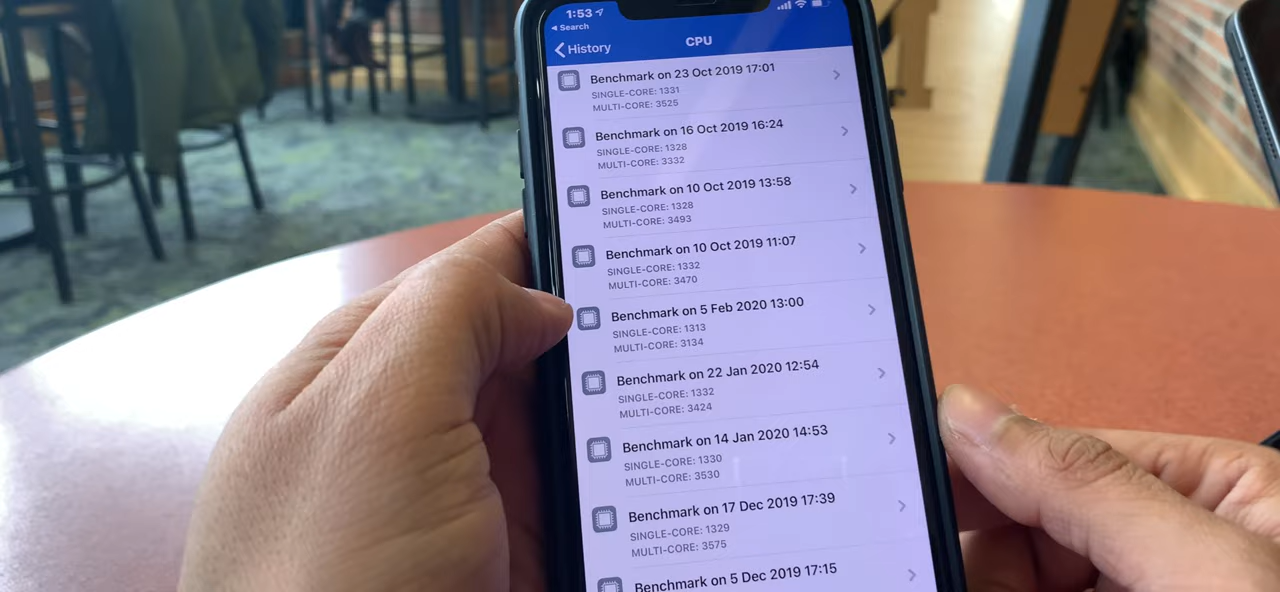 1:53
Search
History
CPU
Benchmark on 23 Oct 2019 17:01
SINGLE-CORE: 1331
MULTI-CORE: 3525
Benchmark on 16 Oct 2019 16:24
SINGLE-CORE: 1328
MULTI-CORE: 3332
Benchmark on 10 Oct 2019 13:58
SINGLE-CORE: 1328
MULTI-CORE: 3493
Benchmark on 10 Oct 2019 11:07
SINGLE-CORE: 1332
MULTI-CORE: 3470
Benchmark on 5 Feb 2020 13:00
SINGLE-CORE: 1313
MULTI-CORE: 3134
Benchmark on 22 Jan 2020 12:54
SINGLE-CORE: 1332
MULTI-CORE: 3424
Benchmark on 14 Jan 2020 14:53
SINGLE-CORE: 1330
MULTI-CORE: 3530
Benchmark on 17 Dec 2019 17:39
SINGLE-CORE: 1329
MULTI-CORE: 3575
Benchmark on 5 Dec 2019 17:15